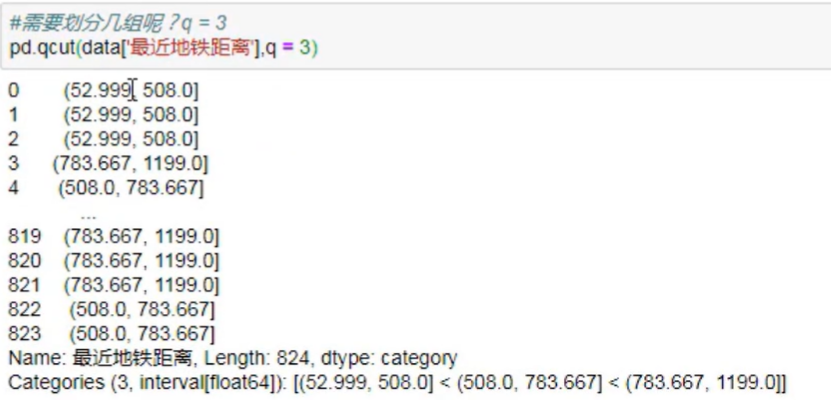 #需要划分几组呢？q = 3
pd.qcut(data['最近地铁距离'],q = 3)
0 (52.999, 508.0]
1 (52.999, 508.0]
2 (52.999, 508.0]
3 (783.667, 1199.0]
4 (508.0, 783.667]
...
819 (783.667, 1199.0]
820 (783.667, 1199.0]
821 (783.667, 1199.0]
822 (508.0, 783.667]
823 (508.0, 783.667]
Name: 最近地铁距离, Length: 824, dtype: category
Categories (3, interval[float64]): [(52.999, 508.0] < (508.0, 783.667] < (783.667, 1199.0]]